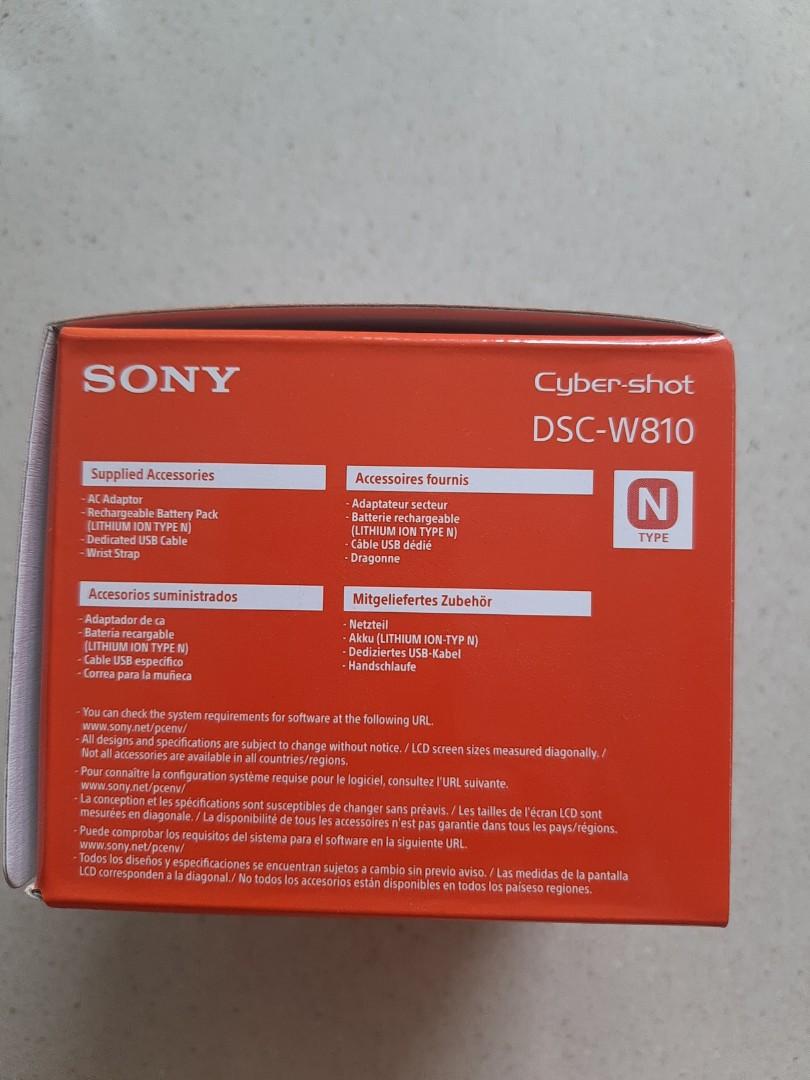 SONY
Cyber-shot
DSC-W810
Supplied Accessories
- AC Adaptor
- Rechargeable Battery Pack
(LITHIUM ION TYPE N)
- Dedicated USB Cable
- Wrist Strap
Accessoires fournis
- Adaptateur secteur
- Batterie rechargeable
(LITHIUM ION TYPE N)
- Câble USB dédié
- Dragonne
N
TYPE
Accesorios suministrados
- Adaptador de ca
- Batería recargable
(LITHIUM ION TYPE N)
- Cable USB específico
- Correa para la muñeca
Mitgeliefertes Zubehör
- Netzteil
- Akku (LITHIUM ION-TYP N)
- Dediziertes USB-Kabel
- Handschlaufe
- You can check the system requirements for software at the following URL.
www.sony.net/pcenv/
- All designs and specifications are subject to change without notice. / LCD screen sizes measured diagonally. /
Not all accessories are available in all countries/regions.
- Pour connaître la configuration système requise pour le logiciel, consultez l'URL suivante.
www.sony.net/pcenv/
- La conception et les spécifications sont susceptibles de changer sans préavis. / Les tailles de l'écran LCD sont
mesurées en diagonale. / La disponibilité de tous les accessoires n'est pas garantie dans tous les pays/régions.
- Puede comprobar los requisitos del sistema para el software en la siguiente URL.
www.sony.net/pcenv/
- Todos los diseños y especificaciones se encuentran sujetos a cambio sin previo aviso. / Las medidas de la pantalla
LCD corresponden a la diagonal./ No todos los accesorios están disponibles en todos los países​o regiones.